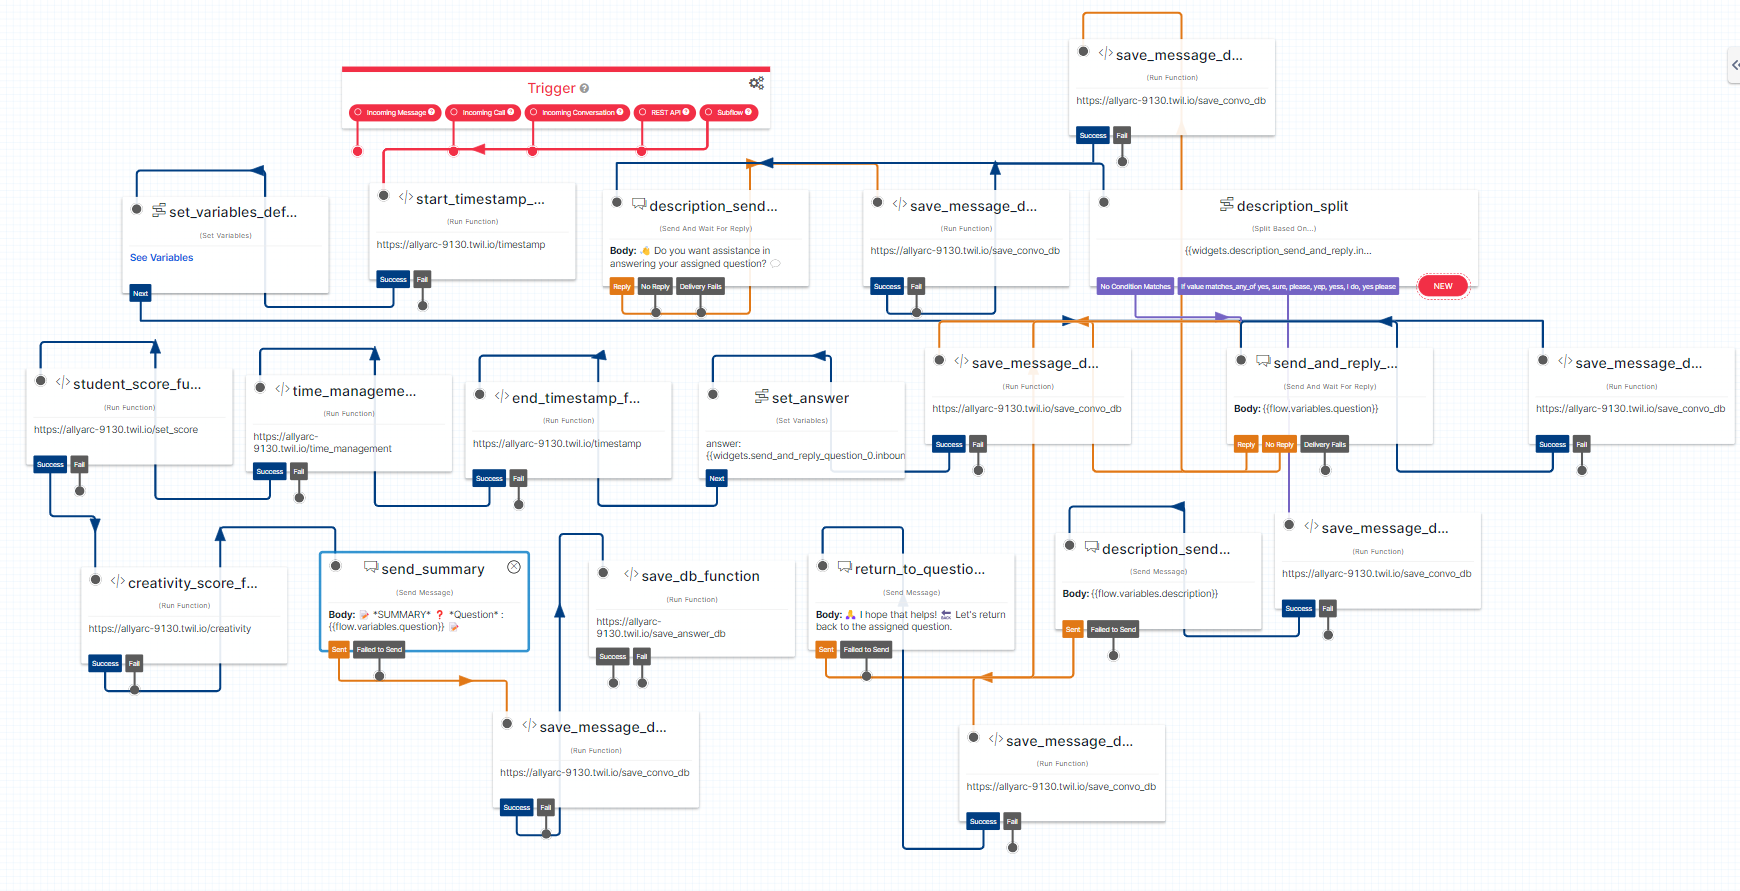 save_message_d...
(Run Function)
https://allyarc-9130.twil.io/save_convo_db
Success Fail
Trigger
Incoming Message Incoming Call Incoming Conversation REST API Subflow
set_variables_def...
(Set Variables)
See Variables
Next
start_timestamp_...
(Run Function)
https://allyarc-9130.twil.io/timestamp
Success Fail
description_send...
(Send And Wait For Reply)
Body: 👋 Do you want assistance in
answering your assigned question? 💬
Reply No Reply Delivery Fails
save_message_d...
(Run Function)
https://allyarc-9130.twil.io/save_convo_db
Success Fail
description_split
(Split Based On...)
{{widgets.description_send_and_reply.in...
No Condition Matches If value matches_any_of yes, sure, please, yep, yess, I do, yes please NEW
student_score_fu...
(Run Function)
https://allyarc-9130.twil.io/set_score
Success Fail
time_manageme...
(Run Function)
https://allyarc-
9130.twil.io/time_management
Success Fail
end_timestamp_f...
(Run Function)
https://allyarc-9130.twil.io/timestamp
Success Fail
set_answer
(Set Variables)
answer:
{{widgets.send_and_reply_question_0.inboun
Next
save_message_d...
(Run Function)
https://allyarc-9130.twil.io/save_convo_db
Success Fail
send_and_reply_...
(Send And Wait For Reply)
Body: {{flow.variables.question}}
Reply No Reply Delivery Fails
save_message_d...
(Run Function)
https://allyarc-9130.twil.io/save_convo_db
Success Fail
creativity_score_f...
(Run Function)
https://allyarc-9130.twil.io/creativity
Success Fail
send_summary
(Send Message)
Body: 📝 *SUMMARY* ❓ *Question* :
{{flow.variables.question}} 📝
Sent Failed to Send
save_db_function
(Run Function)
https://allyarc-
9130.twil.io/save_answer_db
Success Fail
return_to_questio...
(Send Message)
Body: 🙏 I hope that helps! 🔙 Let's return
back to the assigned question.
Sent Failed to Send
description_send...
(Send Message)
Body: {{flow.variables.description}}
Sent Failed to Send
save_message_d...
(Run Function)
https://allyarc-9130.twil.io/save_convo_db
Success Fail
save_message_d...
(Run Function)
https://allyarc-9130.twil.io/save_convo_db
Success Fail
save_message_d...
(Run Function)
https://allyarc-9130.twil.io/save_convo_db
Success Fail